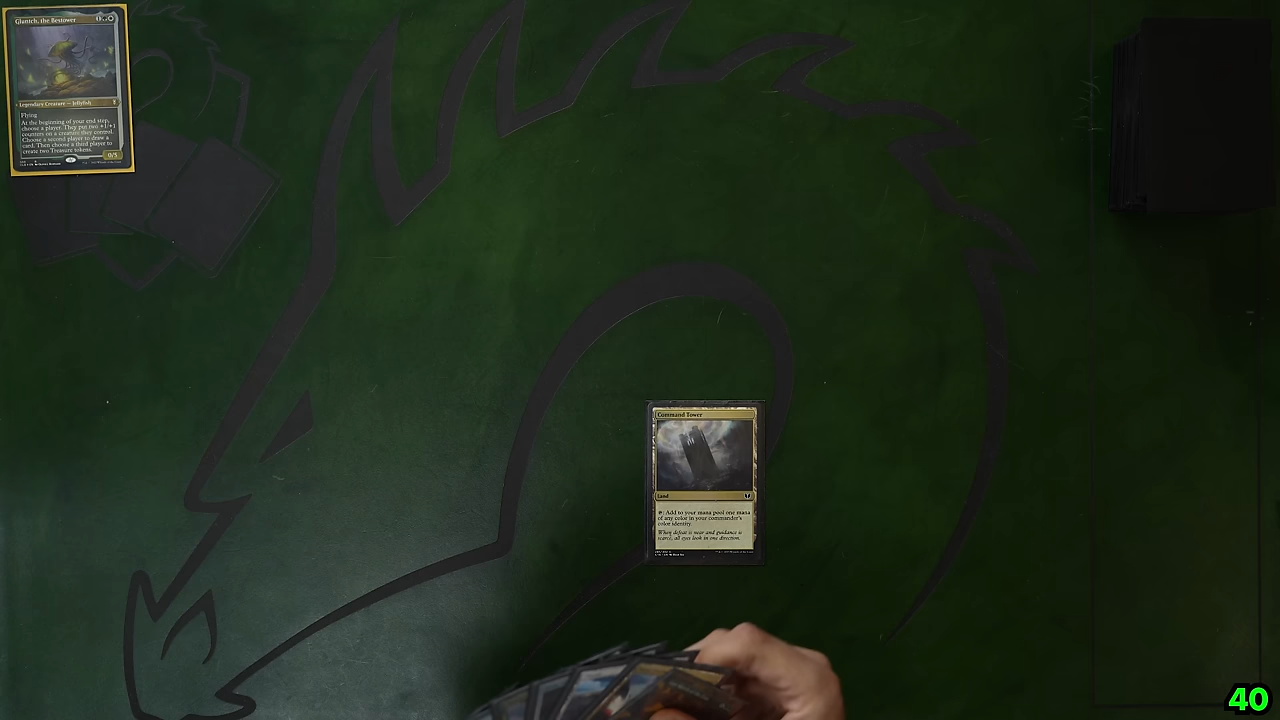 Gluntch, the Bestower
Legendary Creature — Jellyfish
Flying
At the beginning of your end step,
choose a player. They put two +1/+1
counters on a creature they control.
Choose a second player to draw a
card. Then choose a third player to
create two Treasure tokens.
0/5
Command Tower
Land
: Add to your mana pool one mana
of any color in your commander's
color identity.
When defeat is near and guidance is
scarce, all eyes look in one direction.
40